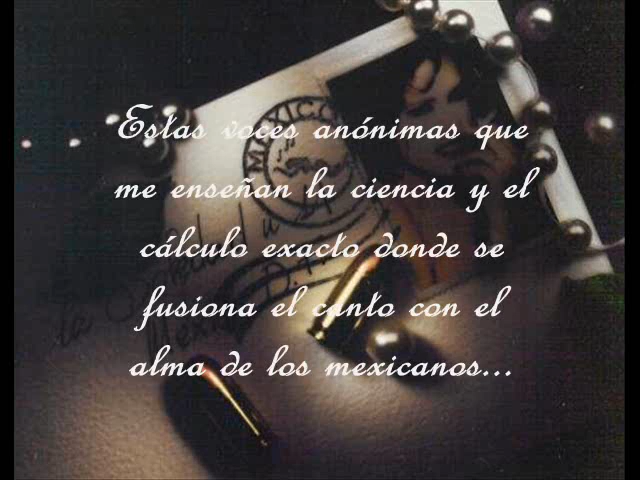 Estas voces anónimas que
me enseñan la ciencia y el
cálculo exacto donde se
fusiona el canto con el
alma de los mexicanos...
MEXICO